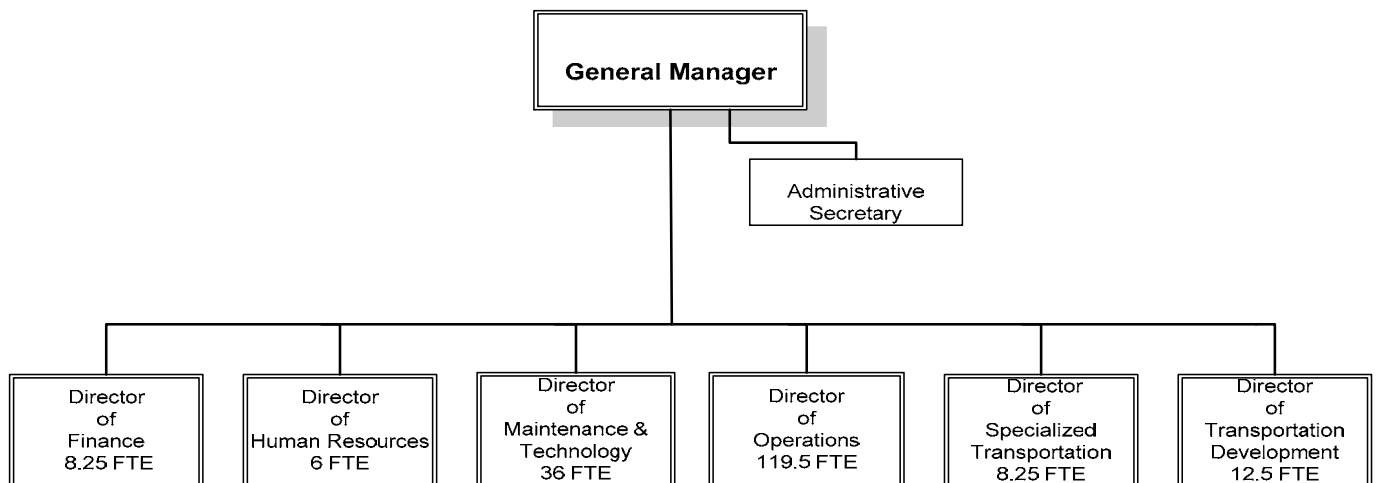 General Manager
Administrative
Secretary
Director
of
Finance
8.25 FTE
Director
of
Human Resources
6 FTE
Director
of
Maintenance &
Technology
36 FTE
Director
of
Operations
119.5 FTE
Director
of
Specialized
Transportation
8.25 FTE
Director
of
Transportation
Development
12.5 FTE